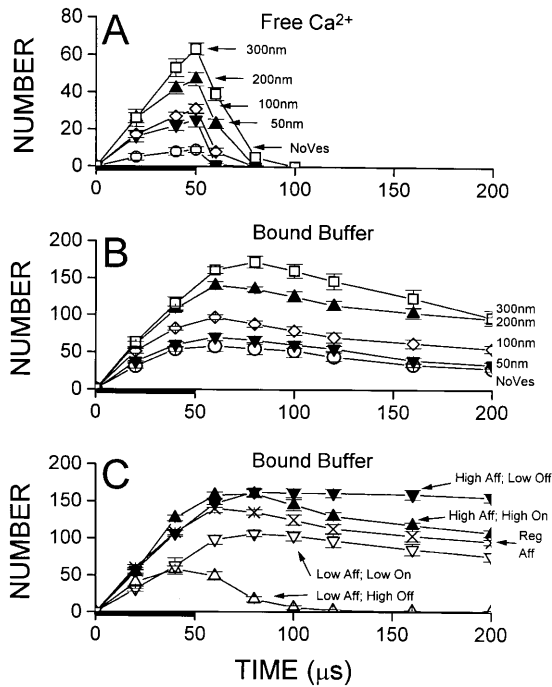 A
Free Ca2+
NUMBER
80
60
40
20
0
300nm
200nm
100nm
50nm
NoVes
0
50
100
150
200
B
Bound Buffer
NUMBER
200
150
100
50
0
300nm
200nm
100nm
50nm
NoVes
0
50
100
150
200
C
Bound Buffer
NUMBER
200
150
100
50
0
High Aff; Low Off
High Aff; High On
Reg
Aff
Low Aff; Low On
Low Aff; High Off
0
50
100
150
200
TIME (μs)